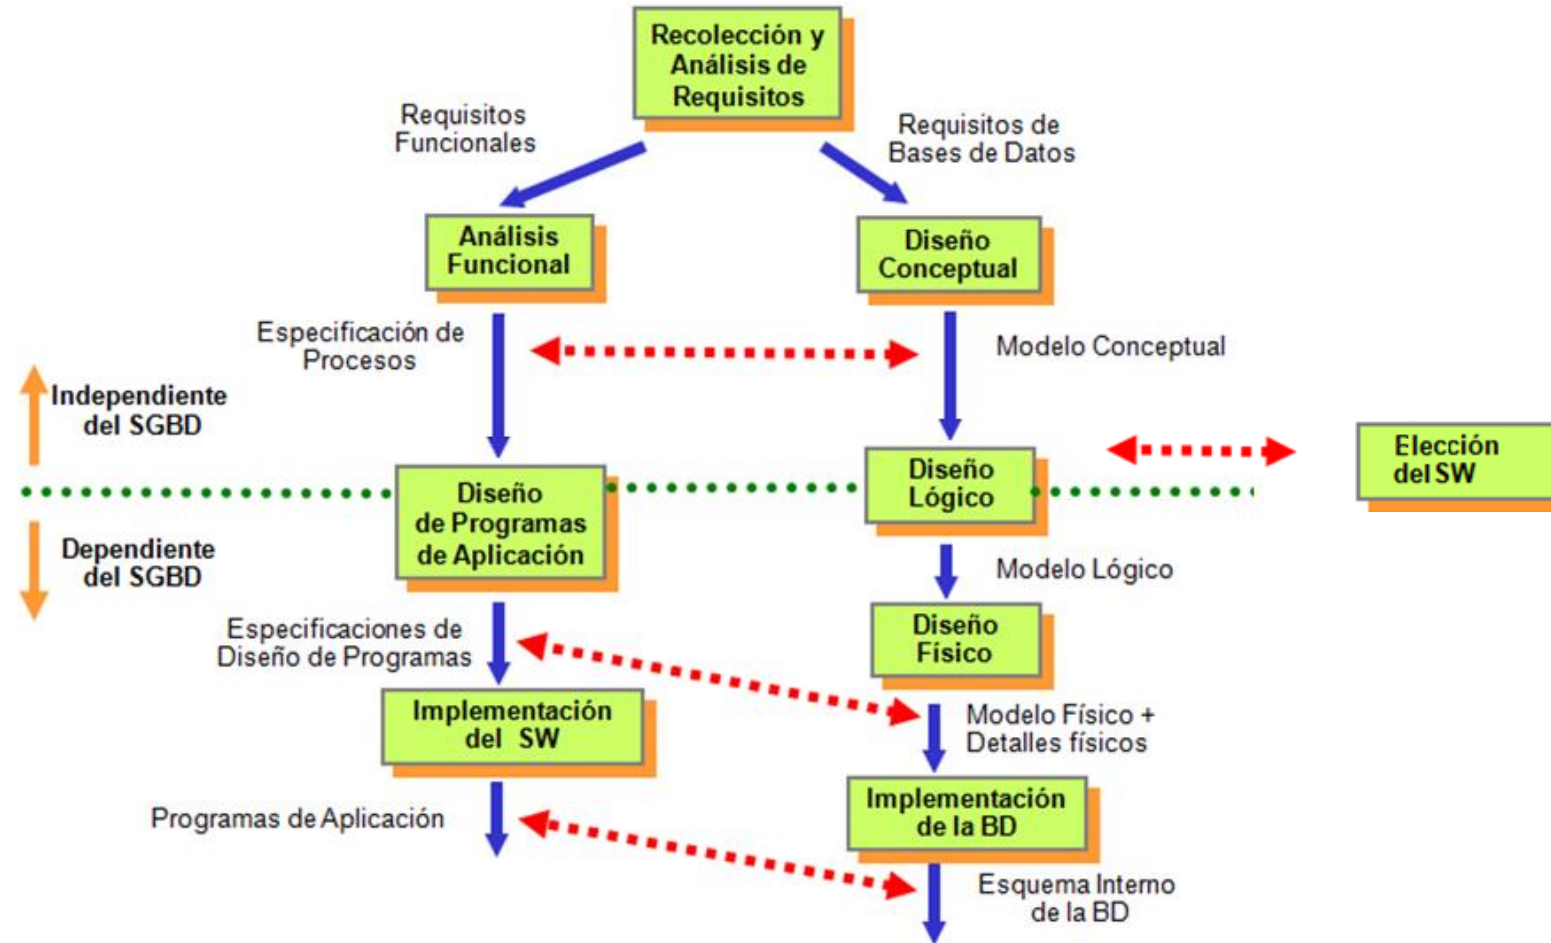 Recolección y
Análisis de
Requisitos
Requisitos
Funcionales
Requisitos de
Bases de Datos
Análisis
Funcional
Diseño
Conceptual
Especificación de
Procesos
Modelo Conceptual
Independiente
del SGBD
Diseño
Lógico
Elección
del SW
Diseño
de Programas
de Aplicación
Dependiente
del SGBD
Modelo Lógico
Especificaciones de
Diseño de Programas
Diseño
Físico
Implementación
del SW
Modelo Físico +
Detalles físicos
Programas de Aplicación
Implementación
de la BD
Esquema Interno
de la BD